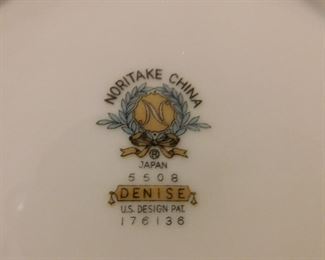 NORITAKE CHINA
N
®
JAPAN
5508
DENISE
U.S. DESIGN PAT.
176136